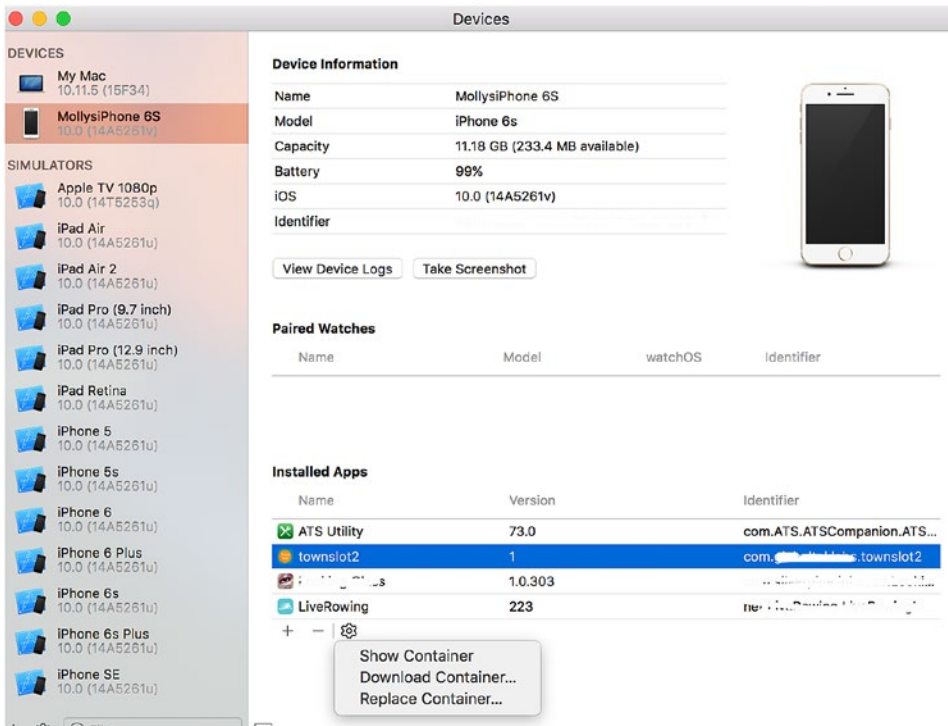 Devices
DEVICES
My Mac
10.11.5 (15F34)
MollysiPhone 6S
10.0 (14A5261v)
SIMULATORS
Apple TV 1080p
10.0 (14T5253q)
iPad Air
10.0 (14A5261u)
iPad Air 2
10.0 (14A5261u)
iPad Pro (9.7 inch)
10.0 (14A5261u)
iPad Pro (12.9 inch)
10.0 (14A5261u)
iPad Retina
10.0 (14A5261u)
iPhone 5
10.0 (14A5261u)
iPhone 5s
10.0 (14A5261u)
iPhone 6
10.0 (14A5261u)
iPhone 6 Plus
10.0 (14A5261u)
iPhone 6s
10.0 (14A5261u)
iPhone 6s Plus
10.0 (14A5261u)
iPhone SE
10.0 (14A5261u)
Device Information
Name MollysiPhone 6S
Model iPhone 6s
Capacity 11.18 GB (233.4 MB available)
Battery 99%
iOS 10.0 (14A5261v)
Identifier
View Device Logs Take Screenshot
Paired Watches
Name Model watchOS Identifier
Installed Apps
Name Version Identifier
ATS Utility 73.0 com.ATS.ATSCompanion.ATS...
townslot2 1 com. s.townslot2
1.0.303
LiveRowing 223
Show Container
Download Container...
Replace Container...